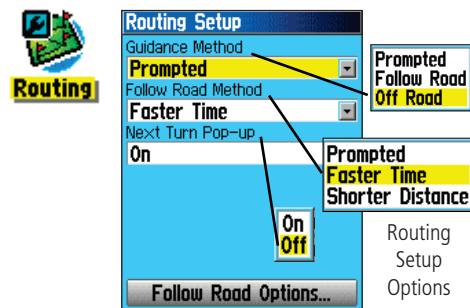 Routing
Routing Setup
Guidance Method
Prompted
Follow Road Method
Faster Time
Next Turn Pop-up
On
On
Off
Follow Road Options...
Prompted
Follow Road
Off Road
Prompted
Faster Time
Shorter Distance
Routing
Setup
Options